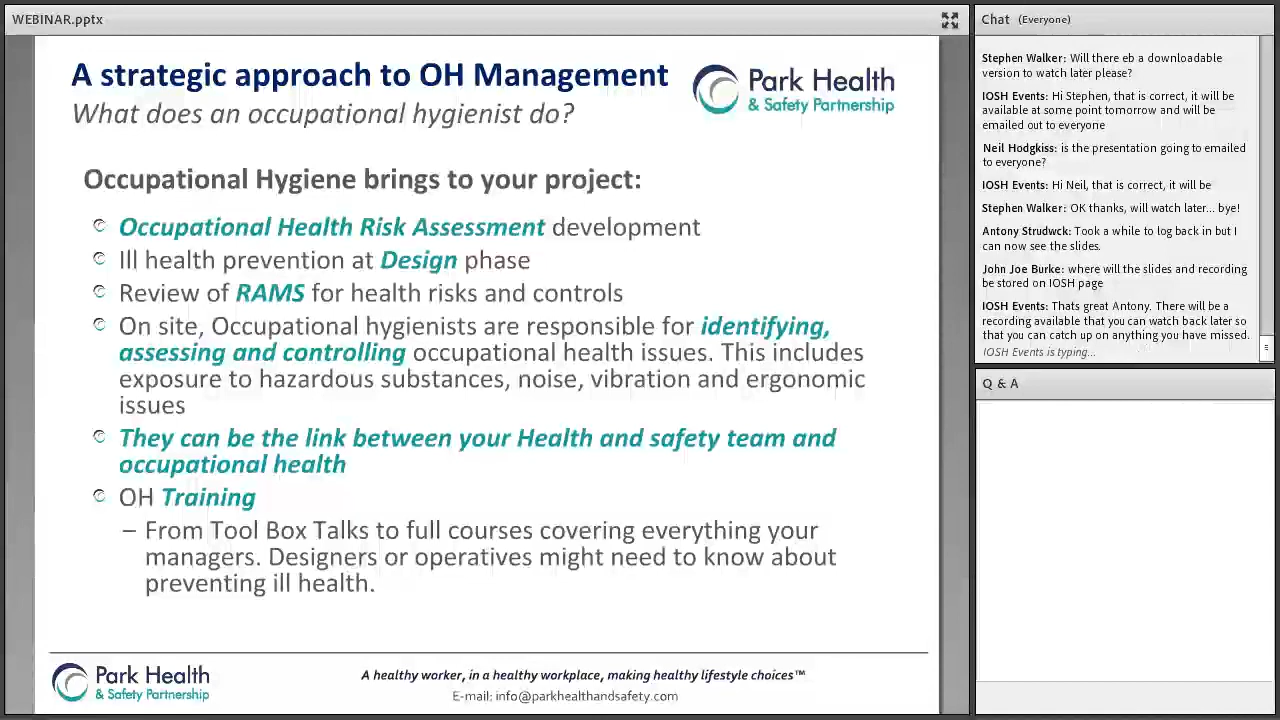 WEBINAR.pptx
A strategic approach to OH Management
What does an occupational hygienist do?
Park Health
& Safety Partnership
Occupational Hygiene brings to your project:
Occupational Health Risk Assessment development
Ill health prevention at Design phase
Review of RAMS for health risks and controls
On site, Occupational hygienists are responsible for identifying,
assessing and controlling occupational health issues. This includes
exposure to hazardous substances, noise, vibration and ergonomic
issues
They can be the link between your Health and safety team and
occupational health
OH Training
– From Tool Box Talks to full courses covering everything your
managers. Designers or operatives might need to know about
preventing ill health.
Park Health
& Safety Partnership
A healthy worker, in a healthy workplace, making healthy lifestyle choices™
E-mail: info@parkhealthandsafety.com
Chat (Everyone)
Stephen Walker: Will there eb a downloadable
version to watch later please?
IOSH Events: Hi Stephen, that is correct, it will be
available at some point tomorrow and will be
emailed out to everyone
Neil Hodgkiss: is the presentation going to emailed
to everyone?
IOSH Events: Hi Neil, that is correct, it will be
Stephen Walker: OK thanks, will watch later... bye!
Antony Strudwck: Took a while to log back in but I
can now see the slides.
John Joe Burke: where will the slides and recording
be stored on IOSH page
IOSH Events: Thats great Antony. There will be a
recording available that you can watch back later so
that you can catch up on anything you have missed.
IOSH Events is typing...
Q & A